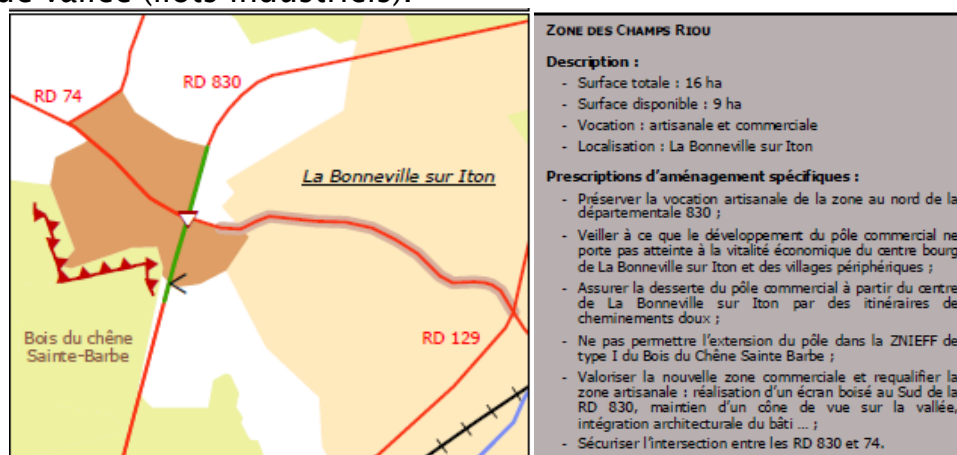 de vallée (îlots industriels).
RD 74
RD 830
La Bonneville sur Iton
Bois du chêne
Sainte-Barbe
RD 129
ZONE DES CHAMPS RIOU
Description :
- Surface totale : 16 ha
- Surface disponible : 9 ha
- Vocation : artisanale et commerciale
- Localisation : La Bonneville sur Iton
Prescriptions d'aménagement spécifiques :
- Préserver la vocation artisanale de la zone au nord de la
départementale 830 ;
- Veiller à ce que le développement du pôle commercial ne
porte pas atteinte à la vitalité économique du centre bourg
de La Bonneville sur Iton et des villages périphériques ;
- Assurer la desserte du pôle commercial à partir du centre
de La Bonneville sur Iton par des itinéraires de
cheminements doux ;
- Ne pas permettre l'extension du pôle dans la ZNIEFF de
type I du Bois du Chêne Sainte Barbe ;
- Valoriser la nouvelle zone commerciale et requalifier la
zone artisanale : réalisation d'un écran boisé au Sud de la
RD 830, maintien d'un cône de vue sur la vallée,
intégration architecturale du bâti ... ;
- Sécuriser l'intersection entre les RD 830 et 74.